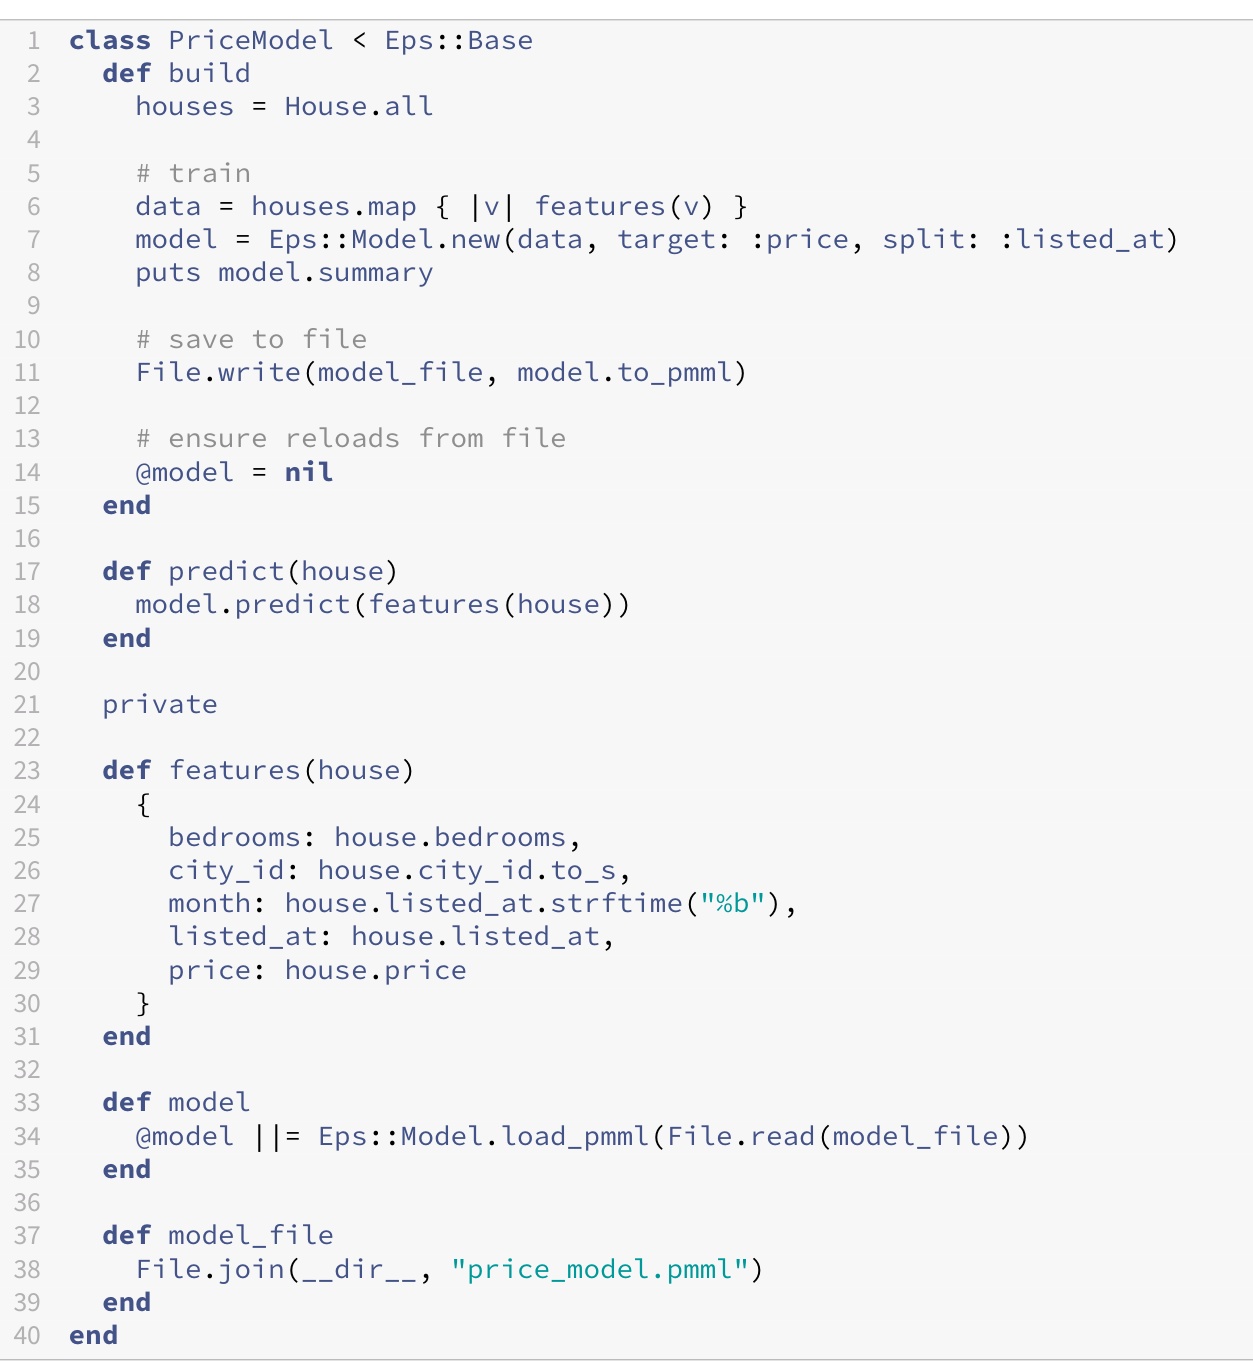 1 class PriceModel < Eps::Base
2   def build
3     houses = House.all
4
5     # train
6     data = houses.map { |v| features(v) }
7     model = Eps::Model.new(data, target: :price, split: :listed_at)
8     puts model.summary
9
10     # save to file
11     File.write(model_file, model.to_pmml)
12
13     # ensure reloads from file
14     @model = nil
15   end
16
17   def predict(house)
18     model.predict(features(house))
19   end
20
21   private
22
23   def features(house)
24     {
25       bedrooms: house.bedrooms,
26       city_id: house.city_id.to_s,
27       month: house.listed_at.strftime("%b"),
28       listed_at: house.listed_at,
29       price: house.price
30     }
31   end
32
33   def model
34     @model ||= Eps::Model.load_pmml(File.read(model_file))
35   end
36
37   def model_file
38     File.join(__dir__, "price_model.pmml")
39   end
40 end